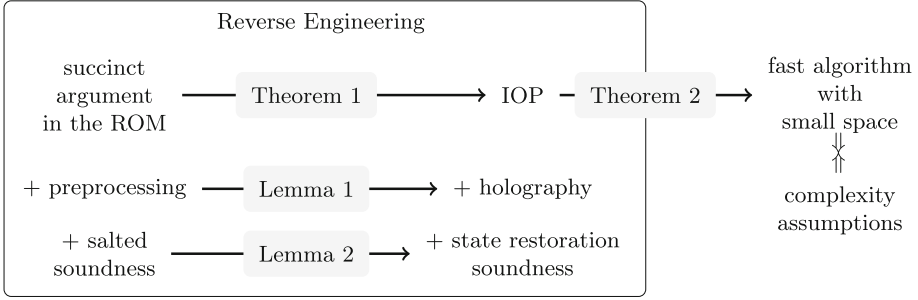 Reverse Engineering
succinct
argument
in the ROM
Theorem 1
IOP
Theorem 2
fast algorithm
with
small space
+ preprocessing
Lemma 1
+ holography
complexity
assumptions
+ salted
soundness
Lemma 2
+ state restoration
soundness